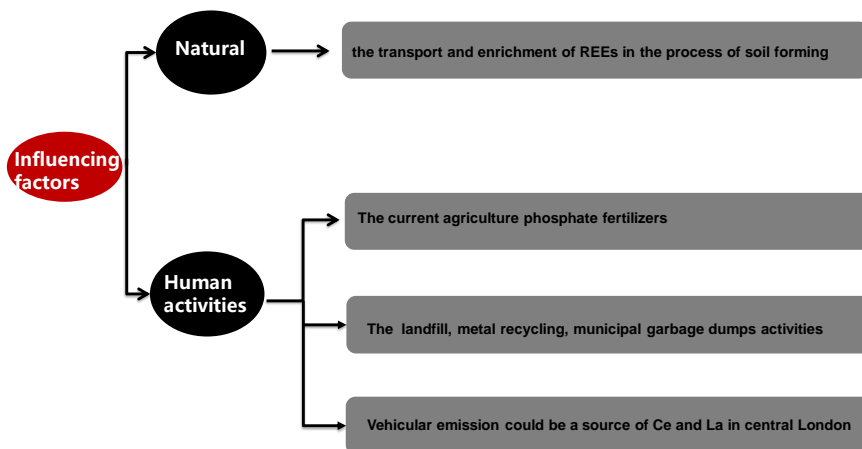 Natural
the transport and enrichment of REEs in the process of soil forming
Influencing
factors
The current agriculture phosphate fertilizers
Human
activities
The landfill, metal recycling, municipal garbage dumps activities
Vehicular emission could be a source of Ce and La in central London